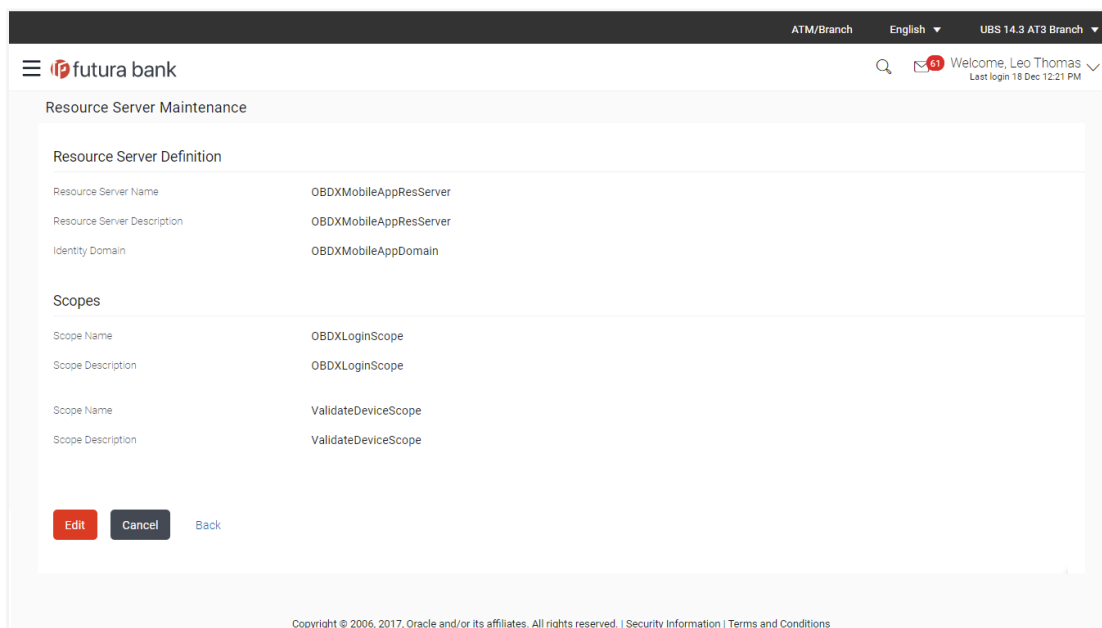 ATM/Branch English UBS 14.3 AT3 Branch
futura bank 61 Welcome, Leo Thomas
Last login 18 Dec 12:21 PM
Resource Server Maintenance
Resource Server Definition
Resource Server Name OBDXMobileAppResServer
Resource Server Description OBDXMobileAppResServer
Identity Domain OBDXMobileAppDomain
Scopes
Scope Name OBDXLoginScope
Scope Description OBDXLoginScope
Scope Name ValidateDeviceScope
Scope Description ValidateDeviceScope
Edit Cancel Back
Copyright © 2006, 2017, Oracle and/or its affiliates. All rights reserved. | Security Information | Terms and Conditions